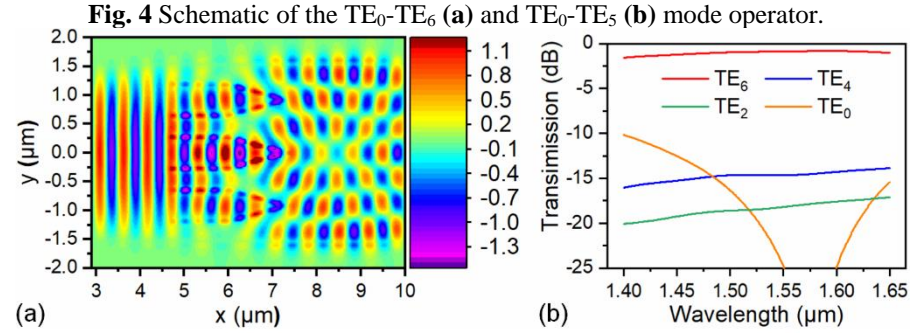 Fig. 4 Schematic of the TE₀-TE₆ (a) and TE₀-TE₅ (b) mode operator.
2.0
1.5
1.0
0.5
0.0
-0.5
-1.0
-1.5
-2.0
y (µm)
3 4 5 6 7 8 9 10
x (µm)
(a)
1.1
0.8
0.5
0.2
-0.1
-0.4
-0.7
-1.0
-1.3
0
-5
-10
-15
-20
-25
Transmission (dB)
TE₆ TE₄
TE₂ TE₀
1.40 1.45 1.50 1.55 1.60 1.65
Wavelength (µm)
(b)